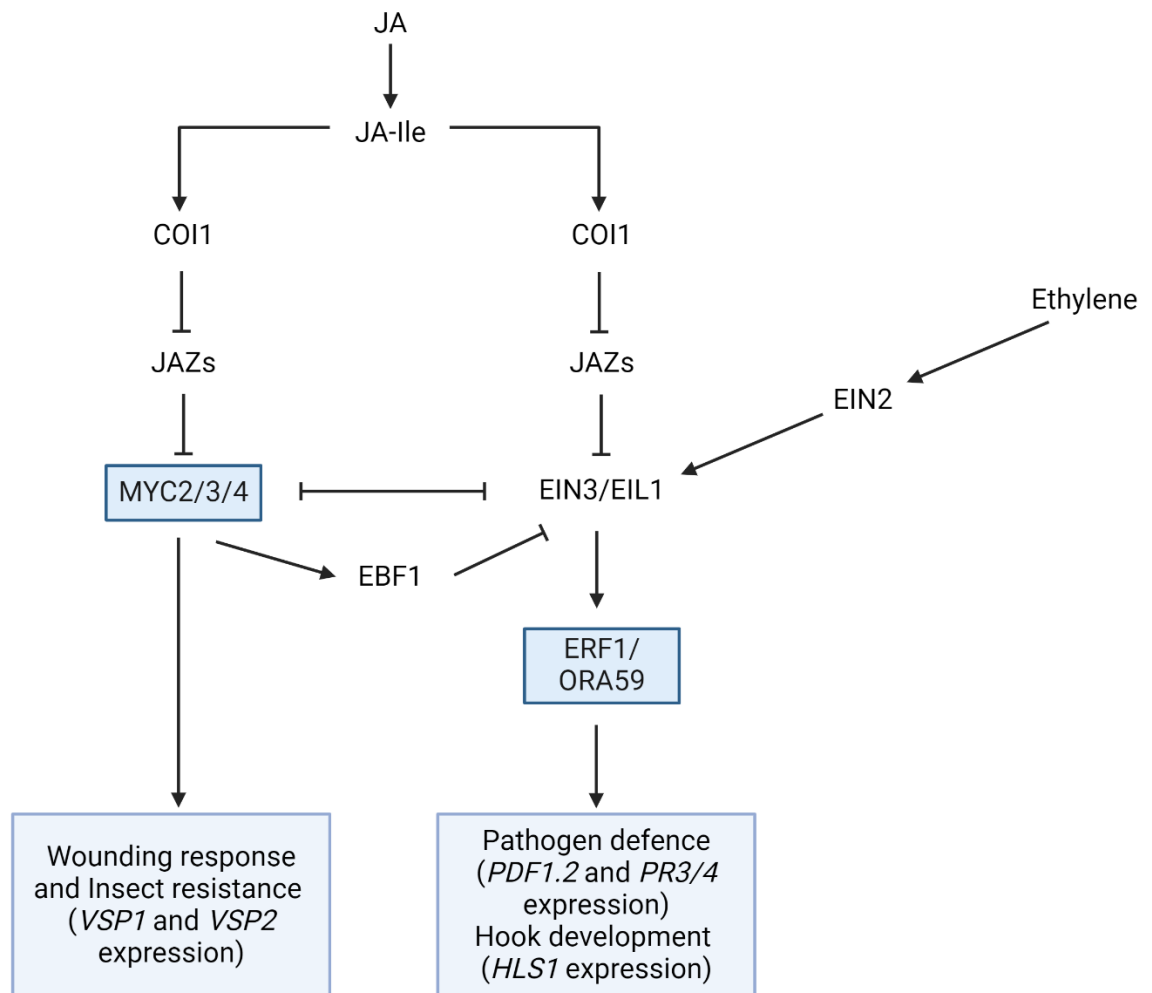 JA
JA-Ile
COI1
COI1
Ethylene
JAZs
JAZs
EIN2
MYC2/3/4
EIN3/EIL1
EBF1
ERF1/
ORA59
Wounding response
and Insect resistance
(VSP1 and VSP2
expression)
Pathogen defence
(PDF1.2 and PR3/4
expression)
Hook development
(HLS1 expression)